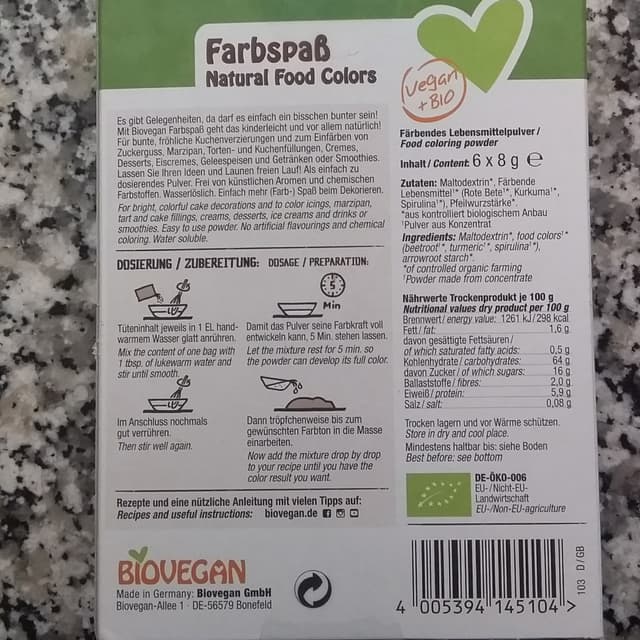 Farbspaß
Natural Food Colors
Vegan
+ BIO
Es gibt Gelegenheiten, da darf es einfach ein bisschen bunter sein!
Mit Biovegan Farbspaß geht das kinderleicht und vor allem natürlich!
Für bunte, fröhliche Kuchenverzierungen und zum Einfärben von
Zuckerguss, Marzipan, Torten- und Kuchenfüllungen, Cremes,
Desserts, Eiscremes, Geleespeisen und Getränken oder Smoothies.
Lassen Sie Ihren Ideen und Launen freien Lauf! Als einfach zu
dosierendes Pulver. Frei von künstlichen Aromen und chemischen
Farbstoffen. Wasserlöslich. Einfach mehr (Farb-) Spaß beim Dekorieren.
For bright, colorful cake decorations and to color icings, marzipan,
tart and cake fillings, creams, desserts, ice creams and drinks or
smoothies. Easy to use powder. No artificial flavourings and chemical
coloring. Water soluble.
DOSIERUNG / ZUBEREITUNG: DOSAGE / PREPARATION:
5
Min
Tüteninhalt jeweils in 1 EL hand-
warmem Wasser glatt anrühren.
Mix the content of one bag with
1 tbsp. of lukewarm water and
stir until smooth.
Damit das Pulver seine Farbkraft voll
entwickeln kann, 5 Min. stehen lassen.
Let the mixture rest for 5 min. so
the powder can develop its full color.
Im Anschluss nochmals
gut verrühren.
Then stir well again.
Dann tröpfchenweise bis zum
gewünschten Farbton in die Masse
einarbeiten.
Now add the mixture drop by drop
to your recipe until you have the
color result you want.
Rezepte und eine nützliche Anleitung mit vielen Tipps auf:
Recipes and useful instructions: biovegan.de
BIOVEGAN
Made in Germany: Biovegan GmbH
Biovegan-Allee 1 · DE-56579 Bonefeld
Färbendes Lebensmittelpulver /
Food coloring powder
Inhalt / Content: 6 x 8 g ℮
Zutaten: Maltodextrin*, Färbende
Lebensmittel¹* (Rote Bete¹*, Kurkuma¹*,
Spirulina¹*), Pfeilwurzstärke*.
*aus kontrolliert biologischem Anbau
¹Pulver aus Konzentrat
Ingredients: Maltodextrin*, food colors¹*
(beetroot¹*, turmeric¹*, spirulina¹*),
arrowroot starch*.
*of controlled organic farming
¹Powder made from concentrate
Nährwerte Trockenprodukt je 100 g
Nutritional values dry product per 100 g
Brennwert / energy value: 1261 kJ / 298 kcal
Fett / fat: 1,6 g
davon gesättigte Fettsäuren /
of which saturated fatty acids: 0,5 g
Kohlenhydrate / carbohydrates: 64 g
davon Zucker / of which sugars: 16 g
Ballaststoffe / fibres: 2,0 g
Eiweiß / protein: 5,9 g
Salz / salt: 0,08 g
Trocken lagern und vor Wärme schützen.
Store in dry and cool place.
Mindestens haltbar bis: siehe Boden
Best before: see bottom
DE-ÖKO-006
EU-/Nicht-EU-
Landwirtschaft
EU-/Non-EU-agriculture
4 005394 145104 >
103 D / GB